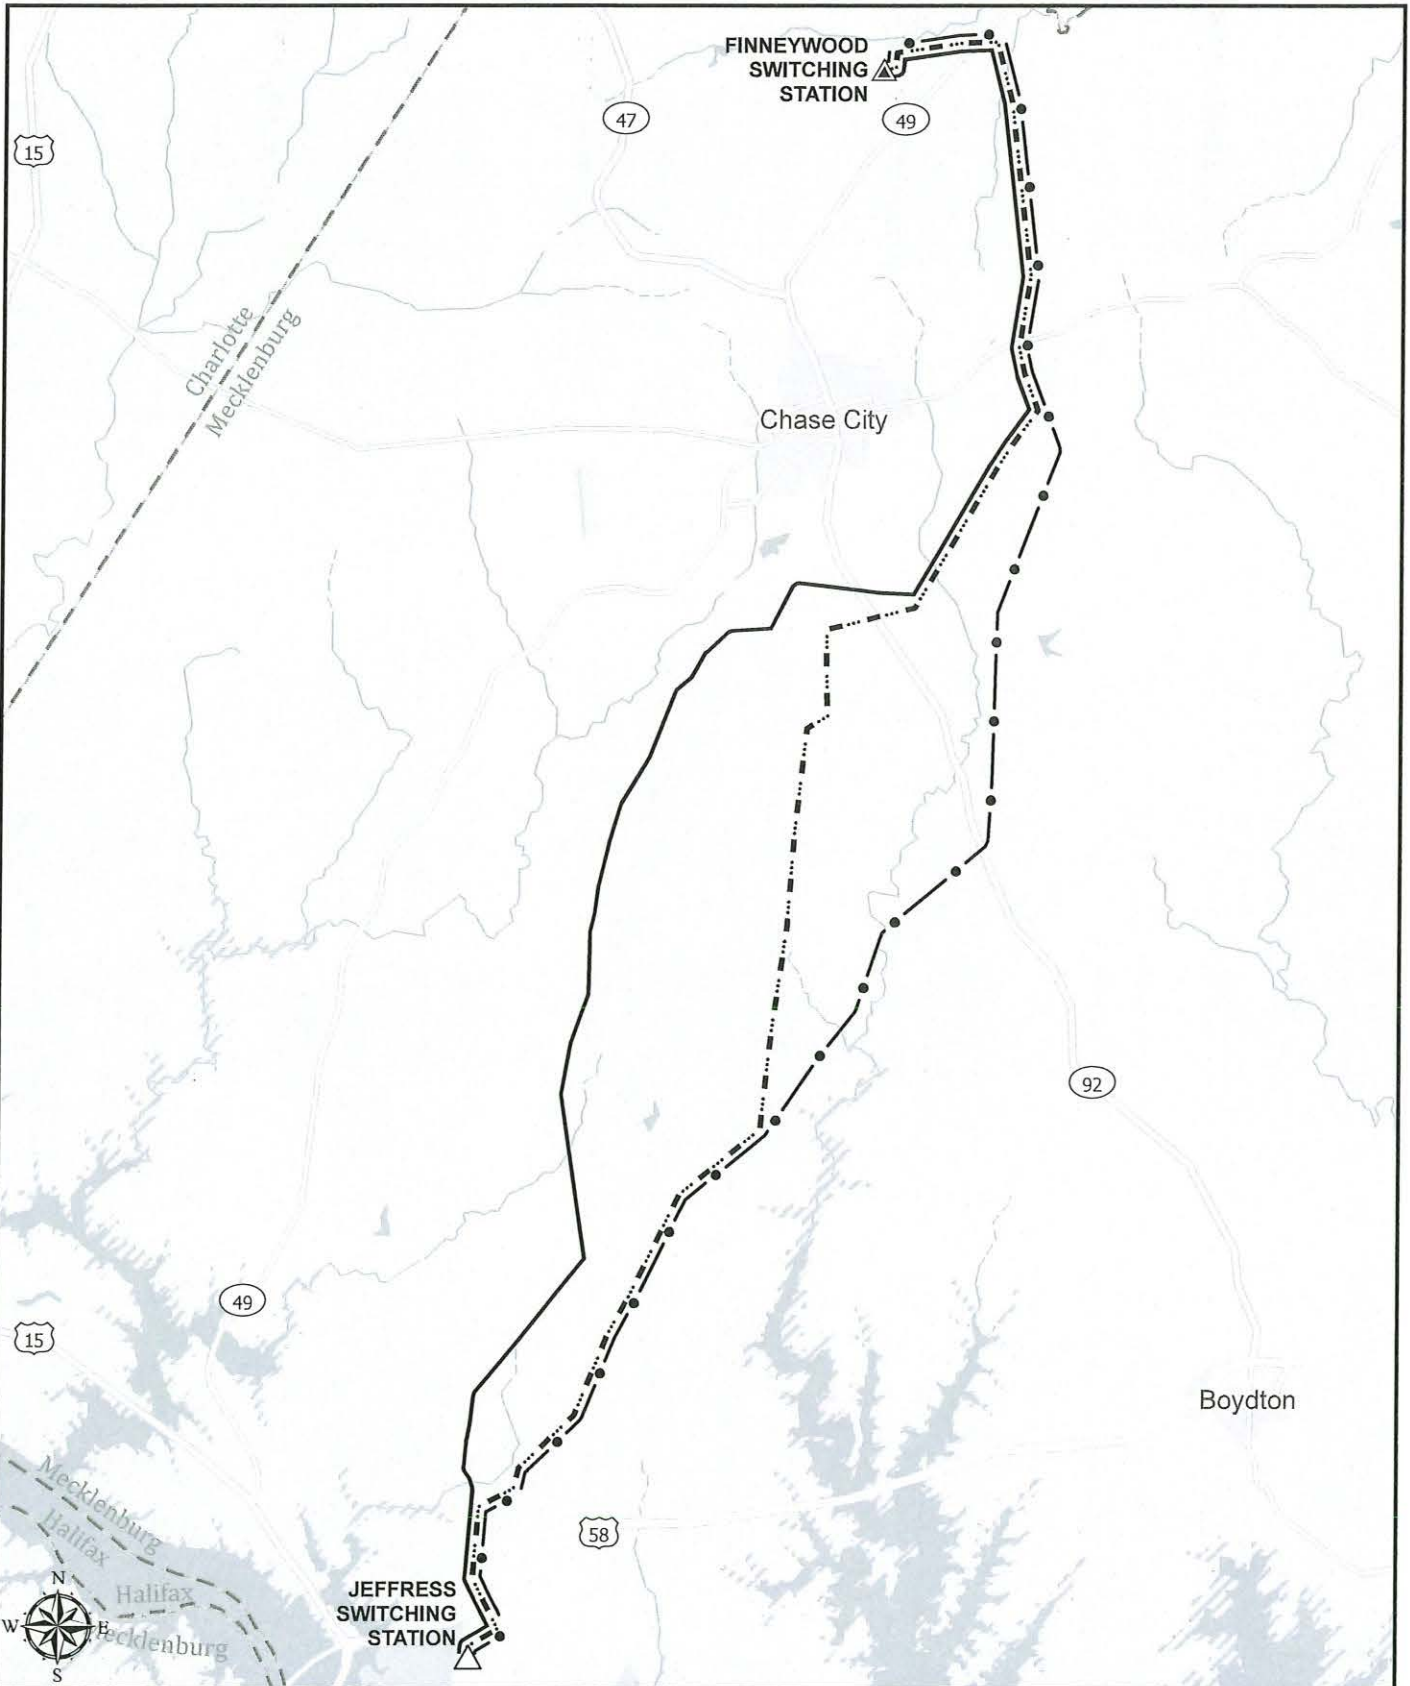 FINNEYWOOD
SWITCHING
STATION
47
49
15
Charlotte
Mecklenburg
Chase City
92
49
15
Boydton
Mecklenburg
Halifax
58
N
Halifax
W
E
Mecklenburg
S
JEFFRESS
SWITCHING
STATION